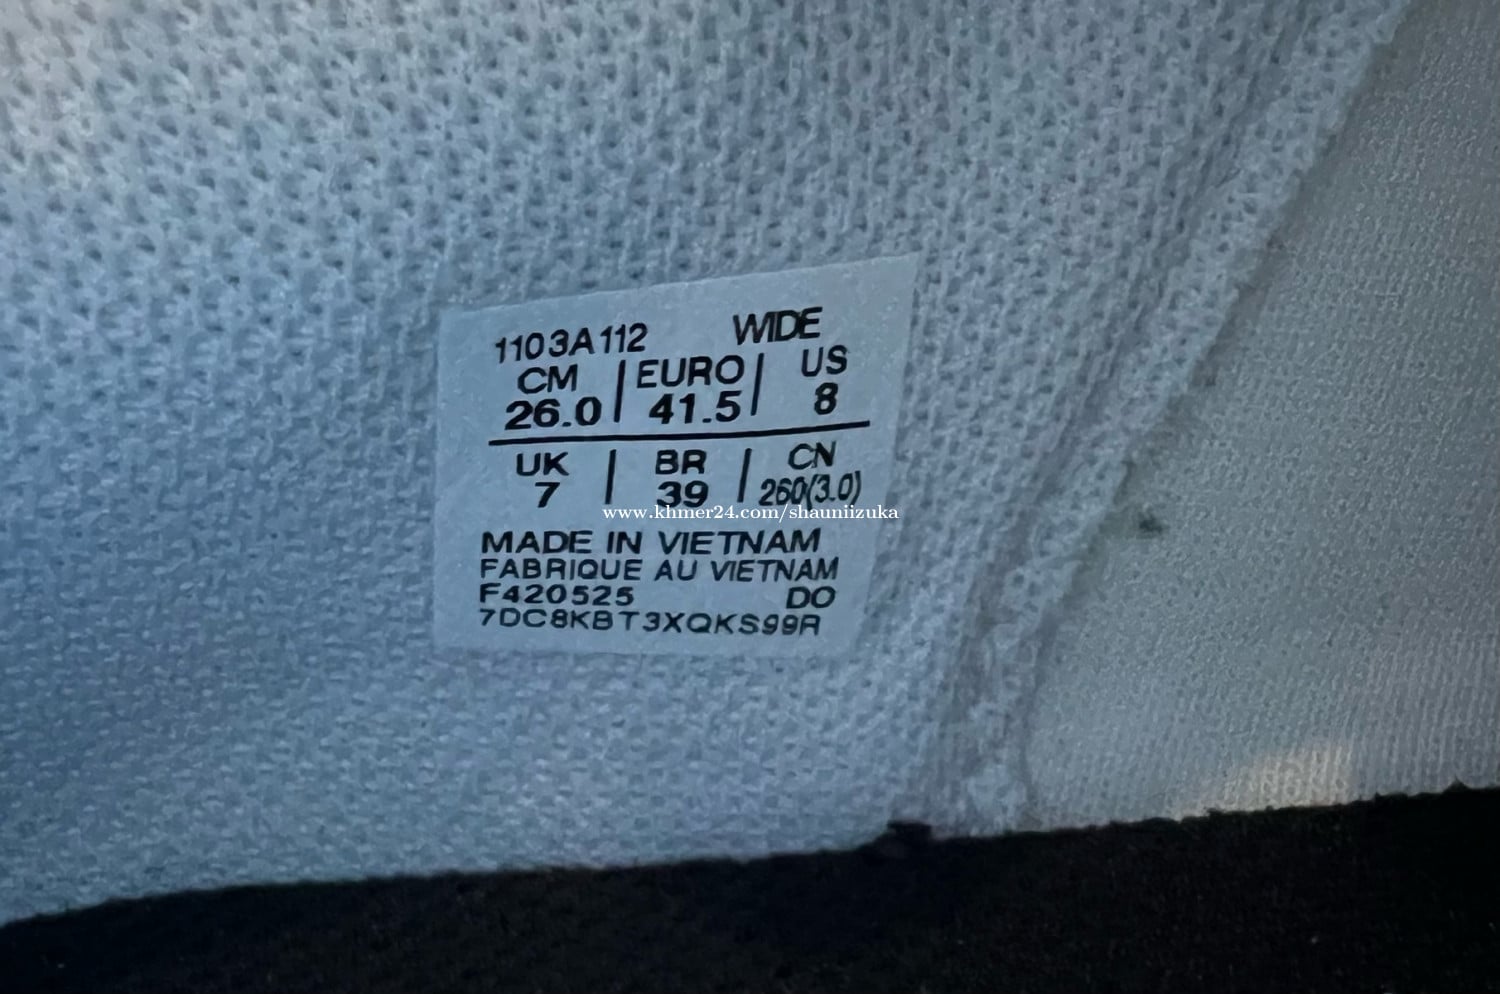 1103A112 WIDE
CM | EURO | US
26.0 | 41.5 | 8
UK | BR | CN
7 | 39 | 260(3.0)
www.khmer24.com/shauniizuka
MADE IN VIETNAM
FABRIQUE AU VIETNAM
F420525 DO
7DC8KBT3XQKS99R